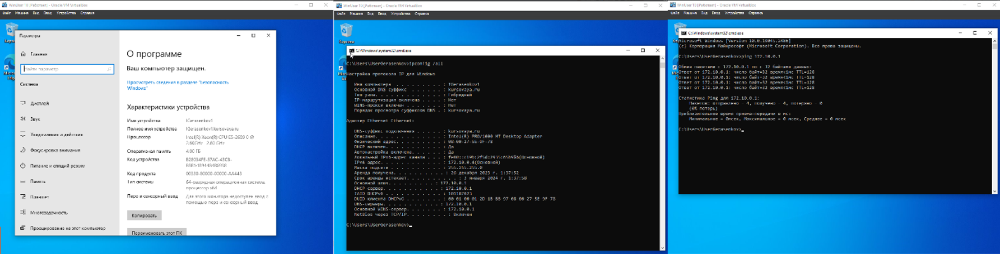 WinUser 10 [Работает] - Oracle VM VirtualBox
Файл Машина Вид Ввод Устройства Справка
Параметры
Главная
Найти параметр
Система
Дисплей
Звук
Уведомления и действия
Фокусировка внимания
Питание и спящий режим
Память
Планшет
Многозадачность
Проецирование на этот компьютер
О программе
Ваш компьютер защищен.
Просмотреть сведения в разделе "Безопасность
Windows"
Характеристики устройства
Имя устройства IGerasenkov1
Полное имя устройства IGerasenkov1.kursovaya.ru
Процессор Intel(R) Xeon(R) CPU E5-2689 0 @
2.60GHz 2.60 GHz
Оперативная память 4,00 ГБ
Код устройства
Код продукта 00330-80000-00000-AA443
Тип системы 64-разрядная операционная система,
процессор x64
Перо и сенсорный ввод Для этого монитора недоступен ввод с
помощью пера и сенсорный ввод
Копировать
Переименовать этот ПК
WinUser 10 [Работает] - Oracle VM VirtualBox
Файл Машина Вид Ввод Устройства Справка
Корзина
C:\Windows\system32\cmd.exe
C:\Users\UserGerasenkov>ipconfig /all
Настройка протокола IP для Windows
Имя компьютера . . . . . . . . . : IGerasenkov1
Основной DNS-суффикс . . . . . . : kursovaya.ru
Тип узла. . . . . . . . . . . . . : Гибридный
IP-маршрутизация включена . . . . : Нет
WINS-прокси включен . . . . . . . : Нет
Порядок просмотра суффиксов DNS . : kursovaya.ru
Адаптер Ethernet Ethernet:
DNS-суффикс подключения . . . . . : kursovaya.ru
Описание. . . . . . . . . . . . . : Intel(R) PRO/1000 MT Desktop Adapter
Физический адрес. . . . . . . . . : 08-00-27-5E-9F-78
DHCP включен. . . . . . . . . . . : Да
Автонастройка включена. . . . . . : Да
Локальный IPv6-адрес канала . . . :
IPv4-адрес. . . . . . . . . . . . : 172.10.0.4(Основной)
Маска подсети . . . . . . . . . . : 255.255.255.0
Аренда получена. . . . . . . . . . : 26 декабря 2023 г. 1:37:52
Срок аренды истекает. . . . . . . . . . : 3 января 2024 г. 1:37:58
Основной шлюз. . . . . . . . . : 172.10.0.1
DHCP-сервер. . . . . . . . . . . : 172.10.0.1
IAID DHCPv6 . . . . . . . . . . . : 101187623
DUID клиента DHCPv6 . . . . . . . : 00-01-00-01-2D-1B-BB-97-08-00-27-5E-9F-78
DNS-серверы. . . . . . . . . . . : 172.10.0.1
Основной WINS-сервер. . . . . . . : 172.10.0.1
NetBios через TCP/IP. . . . . . . . : Включен
C:\Users\UserGerasenkov>
WinUser 10 [Работает] - Oracle VM VirtualBox
Файл Машина Вид Ввод Устройства Справка
C:\Windows\system32\cmd.exe
Microsoft Windows [Version 10.0.19045.2486]
(c) Корпорация Майкрософт (Microsoft Corporation). Все права защищены.
C:\Users\UserGerasenkov>ping 172.10.0.1
Обмен пакетами с 172.10.0.1 по с 32 байтами данных:
Ответ от 172.10.0.1: число байт=32 время<1мс TTL=128
Ответ от 172.10.0.1: число байт=32 время<1мс TTL=128
Ответ от 172.10.0.1: число байт=32 время<1мс TTL=128
Ответ от 172.10.0.1: число байт=32 время<1мс TTL=128
Статистика Ping для 172.10.0.1:
Пакетов: отправлено = 4, получено = 4, потеряно = 0
(0% потерь)
Приблизительное время приема-передачи в мс:
Минимальное = 0мсек, Максимальное = 0 мсек, Среднее = 0 мсек
C:\Users\UserGerasenkov>